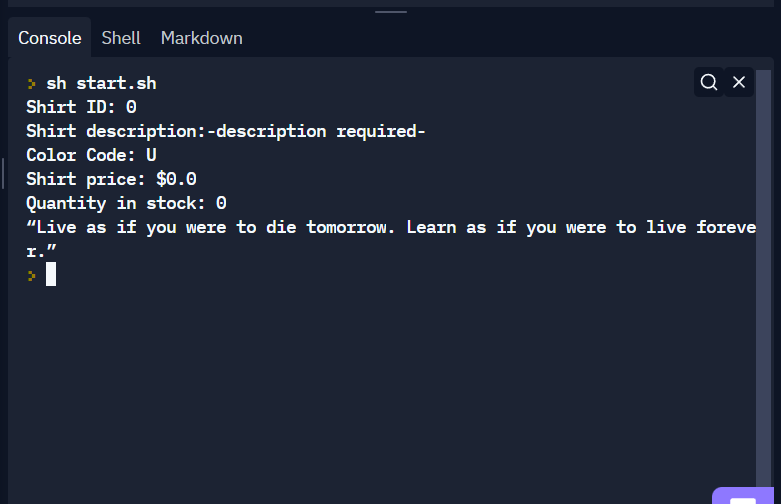 Console Shell Markdown
sh start.sh
Shirt ID: 0
Shirt description:-description required-
Color Code: U
Shirt price: $0.0
Quantity in stock: 0
“Live as if you were to die tomorrow. Learn as if you were to live foreve
r.”